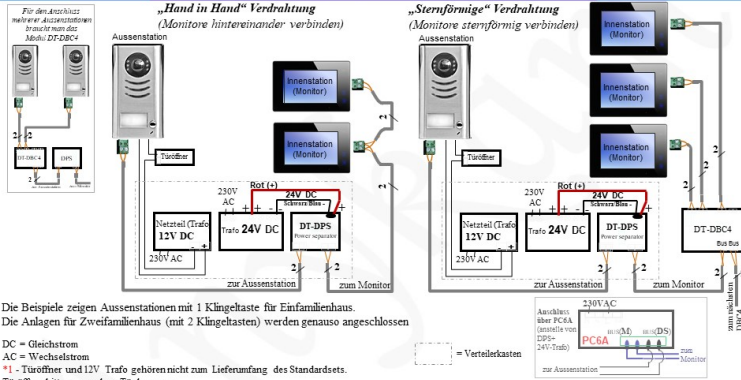 Für den Anschluss
mehrerer Aussenstationen
braucht man das
Modul DT-DBC4
2
2
DT-DBC4
DPS
2
„Hand in Hand“ Verdrahtung
(Monitore hintereinander verbinden)
Aussenstation
Innenstation
(Monitor)
2
Innenstation
(Monitor)
Türöffner
2
230V
AC
Rot (+)
24V DC
Schwarz/Blau -
+ + - -
+
Netzteil (Trafo
12V DC
Trafo 24V DC
DT-DPS
Power separator
- +
230V AC
2
2
zur Aussenstation
zum Monitor
„Sternförmige“ Verdrahtung
(Monitore sternförmig verbinden)
Aussenstation
Innenstation
(Monitor)
Innenstation
(Monitor)
Innenstation
(Monitor)
Türöffner
2
2
2
230V
AC
Rot (+)
24V DC
Schwarz/Blau -
+ + - -
+
Netzteil (Trafo
12V DC
Trafo 24V DC
DT-DPS
Power separator
DT-DBC4
Bus Bus
- +
230V AC
2
2
2
2
zur Aussenstation
zum Monitor
zum nächsten
DBC4
Die Beispiele zeigen Aussenstationen mit 1 Klingeltaste für Einfamilienhaus.
Die Anlagen für Zweifamilienhaus (mit 2 Klingeltasten) werden genauso angeschlossen
DC = Gleichstrom
AC = Wechselstrom
*1 - Türöffner und 12V Trafo gehören nicht zum Lieferumfang des Standardsets.
= Verteilerkasten
Anschluss
über PC6A
(anstelle von
DPS+
24V-Trafo)
230VAC
PC6A
BUS(M)
BUS(DS)
zum
Monitor
zur Aussenstation